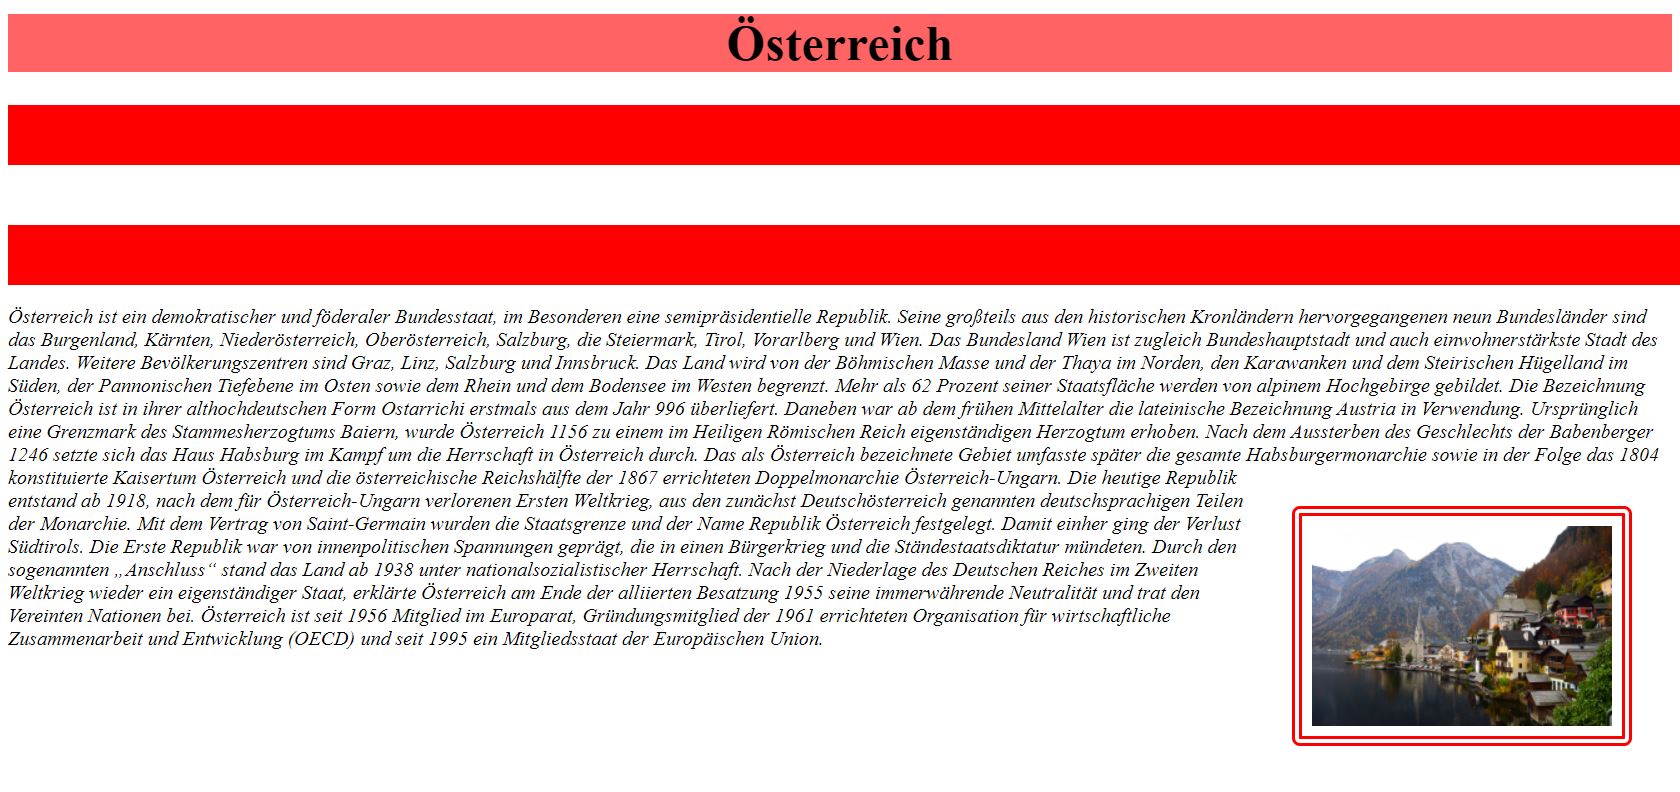 Österreich
Österreich ist ein demokratischer und föderaler Bundesstaat, im Besonderen eine semipräsidentielle Republik. Seine großteils aus den historischen Kronländern hervorgegangenen neun Bundesländer sind
das Burgenland, Kärnten, Niederösterreich, Oberösterreich, Salzburg, die Steiermark, Tirol, Vorarlberg und Wien. Das Bundesland Wien ist zugleich Bundeshauptstadt und auch einwohnerstärkste Stadt des
Landes. Weitere Bevölkerungszentren sind Graz, Linz, Salzburg und Innsbruck. Das Land wird von der Böhmischen Masse und der Thaya im Norden, den Karawanken und dem Steirischen Hügelland im
Süden, der Pannonischen Tiefebene im Osten sowie dem Rhein und dem Bodensee im Westen begrenzt. Mehr als 62 Prozent seiner Staatsfläche werden von alpinem Hochgebirge gebildet. Die Bezeichnung
Österreich ist in ihrer althochdeutschen Form Ostarrichi erstmals aus dem Jahr 996 überliefert. Daneben war ab dem frühen Mittelalter die lateinische Bezeichnung Austria in Verwendung. Ursprünglich
eine Grenzmark des Stammesherzogtums Baiern, wurde Österreich 1156 zu einem im Heiligen Römischen Reich eigenständigen Herzogtum erhoben. Nach dem Aussterben des Geschlechts der Babenberger
1246 setzte sich das Haus Habsburg im Kampf um die Herrschaft in Österreich durch. Das als Österreich bezeichnete Gebiet umfasste später die gesamte Habsburgermonarchie sowie in der Folge das 1804
konstituierte Kaisertum Österreich und die österreichische Reichshälfte der 1867 errichteten Doppelmonarchie Österreich-Ungarn. Die heutige Republik
entstand ab 1918, nach dem für Österreich-Ungarn verlorenen Ersten Weltkrieg, aus den zunächst Deutschösterreich genannten deutschsprachigen Teilen
der Monarchie. Mit dem Vertrag von Saint-Germain wurden die Staatsgrenze und der Name Republik Österreich festgelegt. Damit einher ging der Verlust
Südtirols. Die Erste Republik war von innenpolitischen Spannungen geprägt, die in einen Bürgerkrieg und die Ständestaatsdiktatur mündeten. Durch den
sogenannten „Anschluss“ stand das Land ab 1938 unter nationalsozialistischer Herrschaft. Nach der Niederlage des Deutschen Reiches im Zweiten
Weltkrieg wieder ein eigenständiger Staat, erklärte Österreich am Ende der alliierten Besatzung 1955 seine immerwährende Neutralität und trat den
Vereinten Nationen bei. Österreich ist seit 1956 Mitglied im Europarat, Gründungsmitglied der 1961 errichteten Organisation für wirtschaftliche
Zusammenarbeit und Entwicklung (OECD) und seit 1995 ein Mitgliedsstaat der Europäischen Union.